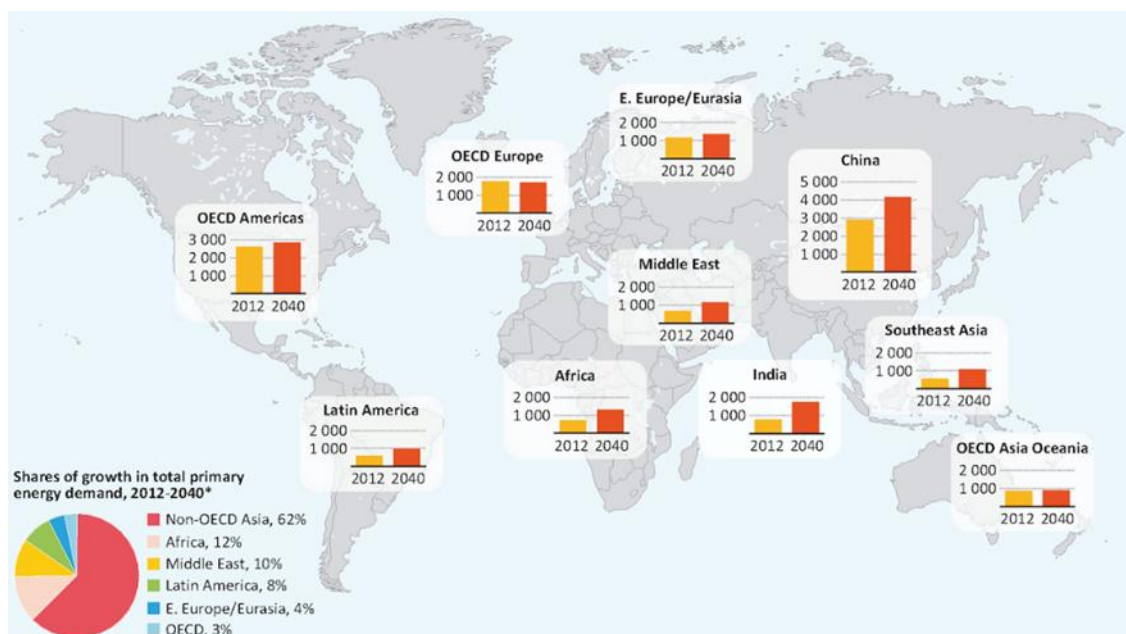 E. Europe/Eurasia
2 000
1 000
2012 2040
OECD Europe
2 000
1 000
2012 2040
China
5 000
4 000
3 000
2 000
1 000
2012 2040
OECD Americas
3 000
2 000
1 000
2012 2040
Middle East
2 000
1 000
2012 2040
Southeast Asia
2 000
1 000
2012 2040
Africa
2 000
1 000
2012 2040
India
2 000
1 000
2012 2040
Latin America
2 000
1 000
2012 2040
OECD Asia Oceania
2 000
1 000
2012 2040
Shares of growth in total primary
energy demand, 2012-2040*
Non-OECD Asia, 62%
Africa, 12%
Middle East, 10%
Latin America, 8%
E. Europe/Eurasia, 4%
OECD, 3%